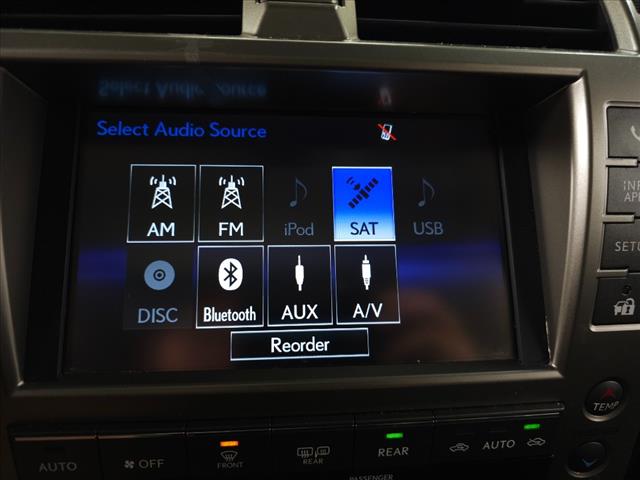 Select Audio Source
AM FM iPod SAT USB
DISC Bluetooth AUX A/V
Reorder
TEMP
AUTO OFF FRONT REAR REAR AUTO
PASSENGER